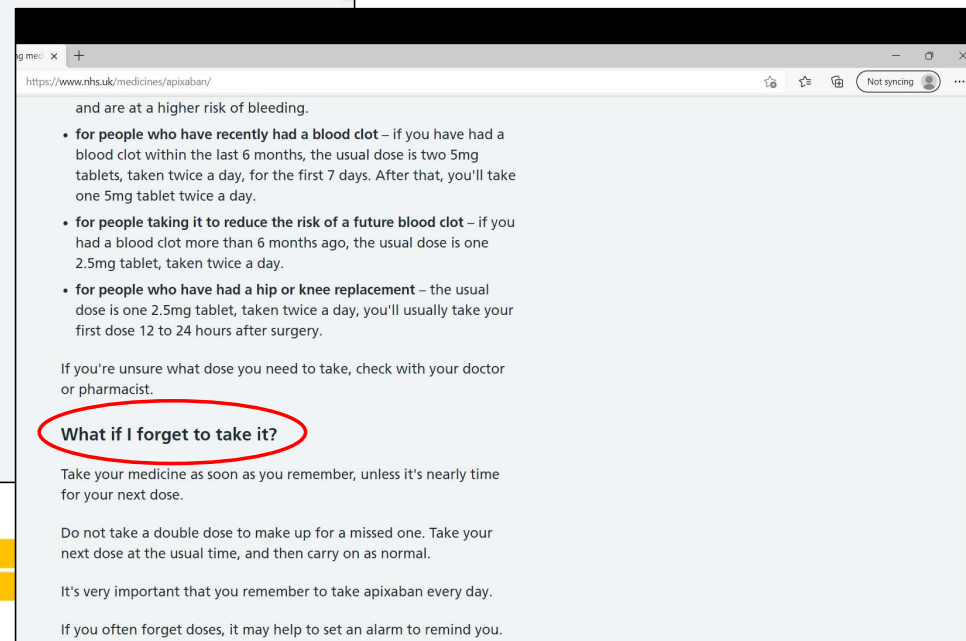 ng med
https://www.nhs.uk/medicines/apixaban/
Not syncing
and are at a higher risk of bleeding.
• for people who have recently had a blood clot – if you have had a
blood clot within the last 6 months, the usual dose is two 5mg
tablets, taken twice a day, for the first 7 days. After that, you'll take
one 5mg tablet twice a day.
• for people taking it to reduce the risk of a future blood clot – if you
had a blood clot more than 6 months ago, the usual dose is one
2.5mg tablet, taken twice a day.
• for people who have had a hip or knee replacement – the usual
dose is one 2.5mg tablet, taken twice a day, you'll usually take your
first dose 12 to 24 hours after surgery.
If you're unsure what dose you need to take, check with your doctor
or pharmacist.
What if I forget to take it?
Take your medicine as soon as you remember, unless it's nearly time
for your next dose.
Do not take a double dose to make up for a missed one. Take your
next dose at the usual time, and then carry on as normal.
It's very important that you remember to take apixaban every day.
If you often forget doses, it may help to set an alarm to remind you.